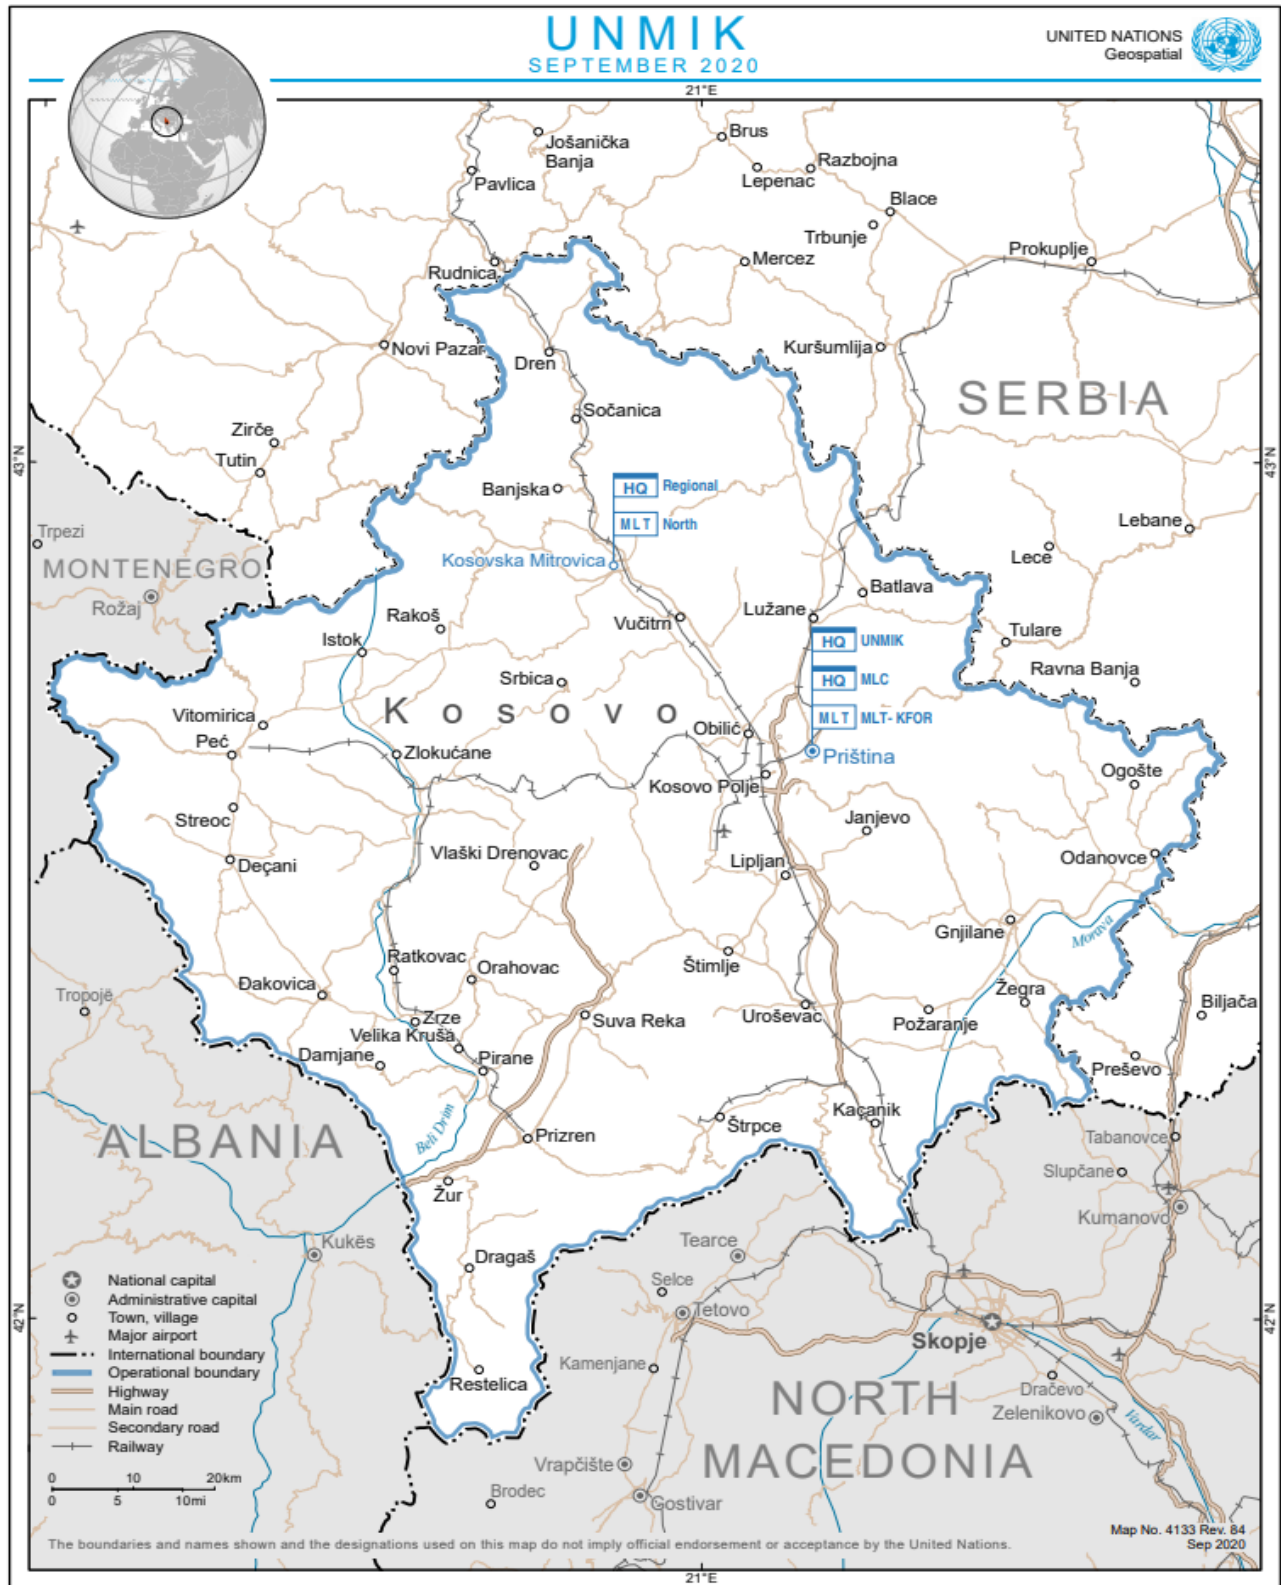 UNMIK
SEPTEMBER 2020
UNITED NATIONS
Geospatial
21°E
Jošanička
Banja
Brus
Pavlica
Lepenac
Razbojna
Blace
Trbunje
Rudnica
Mercez
Prokuplje
Novi Pazar
Dren
Kuršumlija
SERBIA
Sočanica
Zirče
Tutin
43°N
43°N
Banjska
HQ Regional
MLT North
Lebane
Trpezi
Lece
MONTENEGRO
Kosovska Mitrovica
Rožaj
Batlava
Rakoš
Vučitrn
Lužane
Istok
HQ UNMIK
Tulare
Ravna Banja
Srbica
HQ MLC
Kosovo
Vitomirica
MLT MLT-KFOR
Obilić
Peć
Zlokućane
Priština
Ogošte
Kosovo Polje
Streoc
Janjevo
Vlaški Drenovac
Lipljan
Odanovce
Deçani
Gnjilane
Morava
Ratkovac
Orahovac
Štimlje
Đakovica
Tropojë
Žegra
Zrze
Suva Reka
Uroševac
Požaranje
Biljača
Velika Kruša
Damjane
Pirane
Preševo
Kaçanik
ALBANIA
Beli Drim
Prizren
Štrpce
Tabanovce
Slupčane
Žur
Kumanovo
Kukës
Tearce
Dragaš
Selce
Tetovo
Skopje
Kamenjane
Restelica
Dračevo
Zelenikovo
Vardar
NORTH
MACEDONIA
Vrapčište
Brodec
Gostivar
National capital
Administrative capital
Town, village
Major airport
International boundary
Operational boundary
Highway
Main road
Secondary road
Railway
0 10 20km
0 5 10mi
42°N
42°N
The boundaries and names shown and the designations used on this map do not imply official endorsement or acceptance by the United Nations.
Map No. 4133 Rev. 84
Sep 2020
21°E